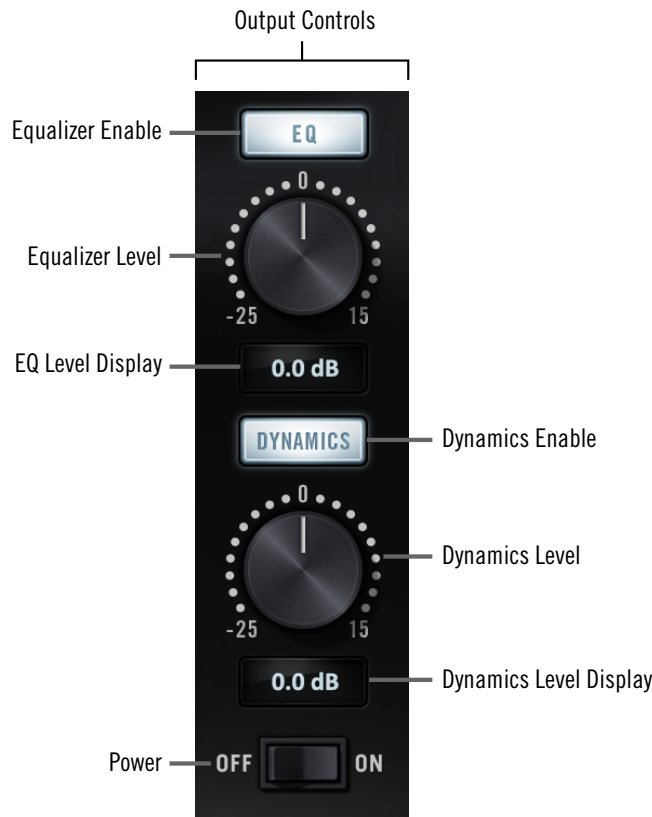 Output Controls
Equalizer Enable
EQ
0
Equalizer Level
-25 15
EQ Level Display
0.0 dB
DYNAMICS
Dynamics Enable
0
Dynamics Level
-25 15
0.0 dB
Dynamics Level Display
Power
OFF ON